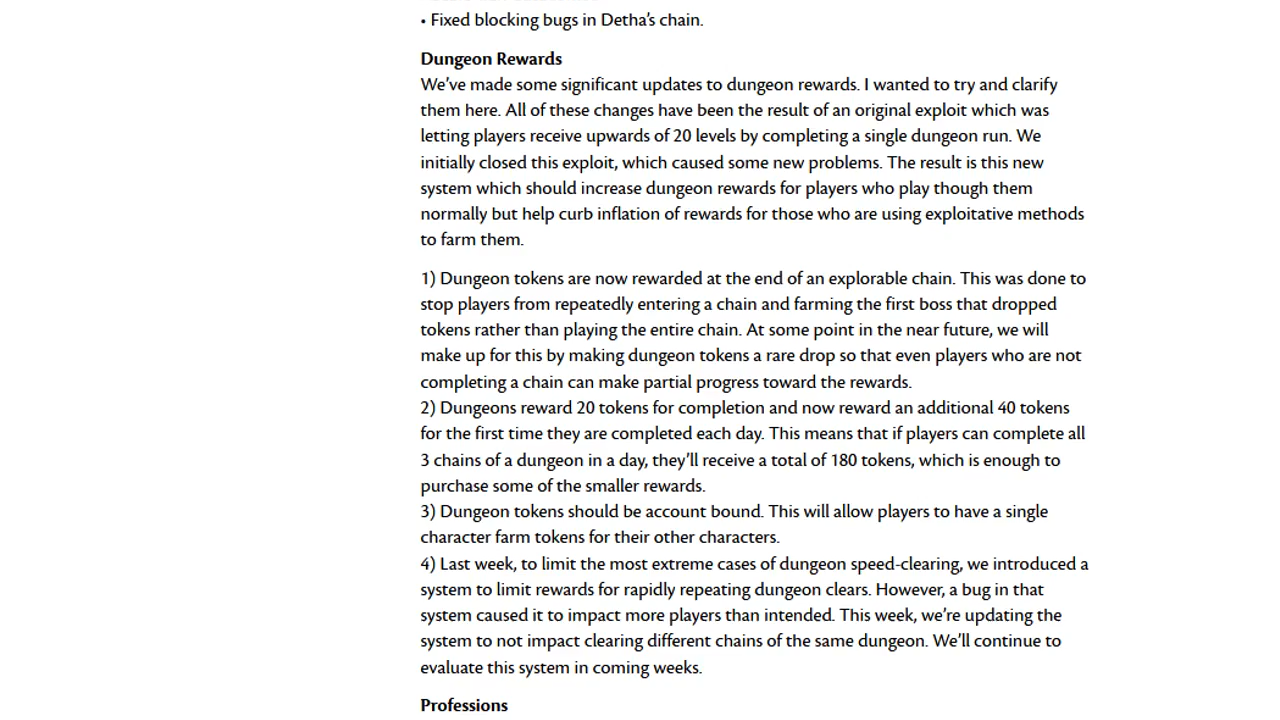 • Fixed blocking bugs in Detha’s chain.
Dungeon Rewards
We’ve made some significant updates to dungeon rewards. I wanted to try and clarify
them here. All of these changes have been the result of an original exploit which was
letting players receive upwards of 20 levels by completing a single dungeon run. We
initially closed this exploit, which caused some new problems. The result is this new
system which should increase dungeon rewards for players who play though them
normally but help curb inflation of rewards for those who are using exploitative methods
to farm them.
1) Dungeon tokens are now rewarded at the end of an explorable chain. This was done to
stop players from repeatedly entering a chain and farming the first boss that dropped
tokens rather than playing the entire chain. At some point in the near future, we will
make up for this by making dungeon tokens a rare drop so that even players who are not
completing a chain can make partial progress toward the rewards.
2) Dungeons reward 20 tokens for completion and now reward an additional 40 tokens
for the first time they are completed each day. This means that if players can complete all
3 chains of a dungeon in a day, they’ll receive a total of 180 tokens, which is enough to
purchase some of the smaller rewards.
3) Dungeon tokens should be account bound. This will allow players to have a single
character farm tokens for their other characters.
4) Last week, to limit the most extreme cases of dungeon speed-clearing, we introduced a
system to limit rewards for rapidly repeating dungeon clears. However, a bug in that
system caused it to impact more players than intended. This week, we’re updating the
system to not impact clearing different chains of the same dungeon. We’ll continue to
evaluate this system in coming weeks.
Professions